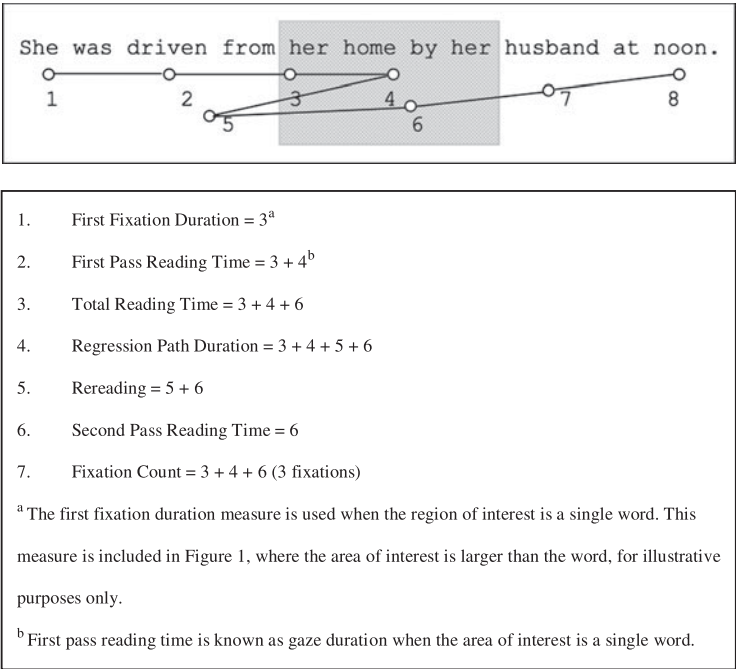 She was driven from her home by her husband at noon.
1 2 3 4 5 6 7 8
1. First Fixation Duration = 3a
2. First Pass Reading Time = 3 + 4b
3. Total Reading Time = 3 + 4 + 6
4. Regression Path Duration = 3 + 4 + 5 + 6
5. Rereading = 5 + 6
6. Second Pass Reading Time = 6
7. Fixation Count = 3 + 4 + 6 (3 fixations)
a The first fixation duration measure is used when the region of interest is a single word. This
measure is included in Figure 1, where the area of interest is larger than the word, for illustrative
purposes only.
b First pass reading time is known as gaze duration when the area of interest is a single word.